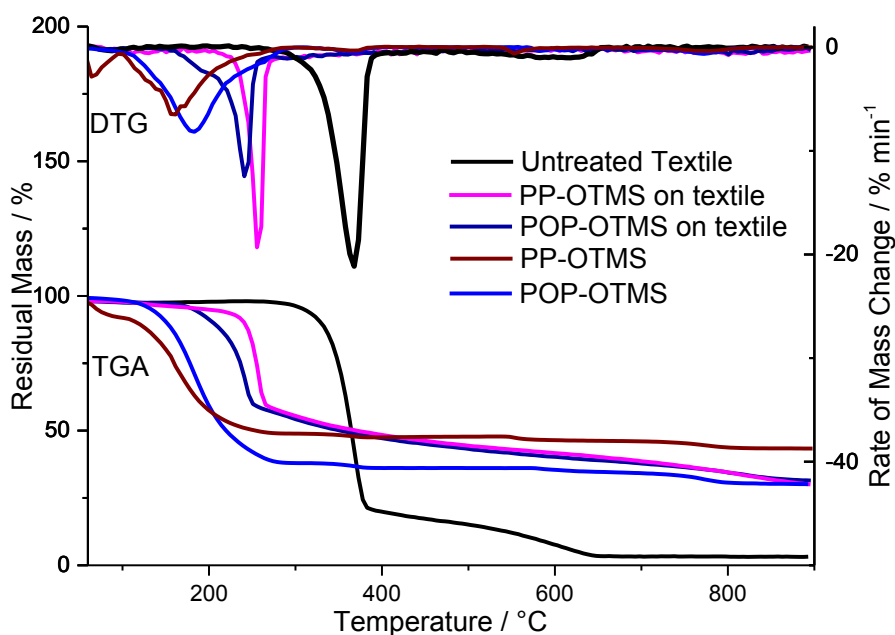 200
150
100
50
0
Residual Mass / %
DTG
TGA
Untreated Textile
PP-OTMS on textile
POP-OTMS on textile
PP-OTMS
POP-OTMS
0
-20
-40
Rate of Mass Change / % min⁻¹
200 400 600 800
Temperature / °C